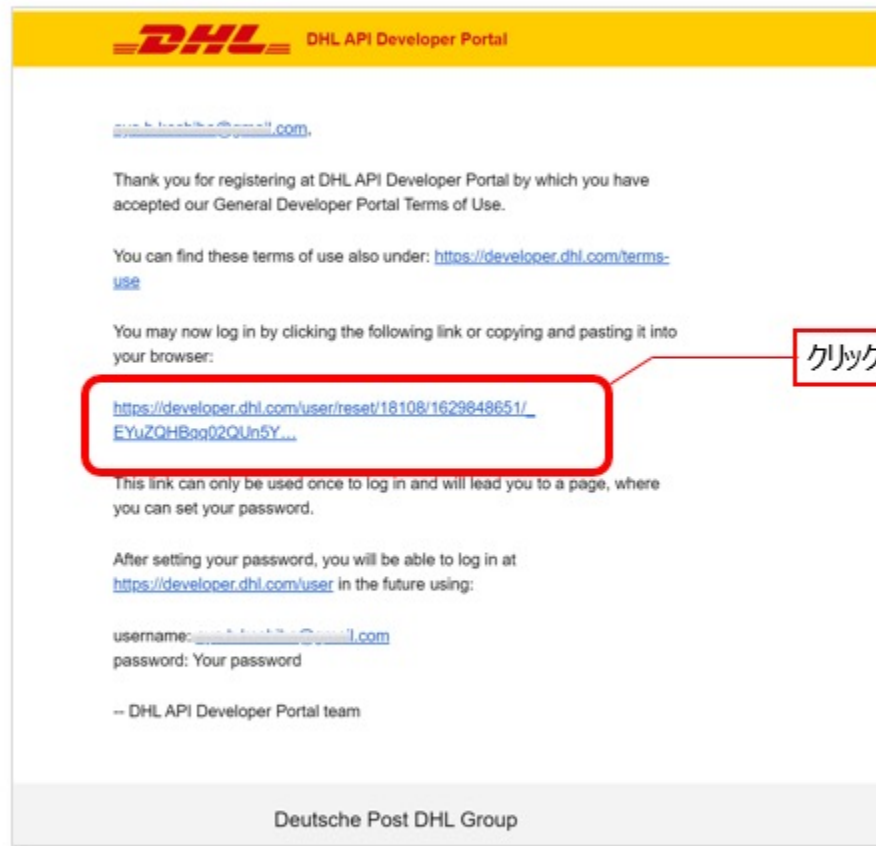 DHL DHL API Developer Portal
.com,
Thank you for registering at DHL API Developer Portal by which you have
accepted our General Developer Portal Terms of Use.
You can find these terms of use also under: https://developer.dhl.com/terms-
use
You may now log in by clicking the following link or copying and pasting it into
your browser:
クリック
https://developer.dhl.com/user/reset/18108/1629848651/_
EYuZQHBqq02QUn5Y…
This link can only be used once to log in and will lead you to a page, where
you can set your password.
After setting your password, you will be able to log in at
https://developer.dhl.com/user in the future using:
username: .com
password: Your password
-- DHL API Developer Portal team
Deutsche Post DHL Group